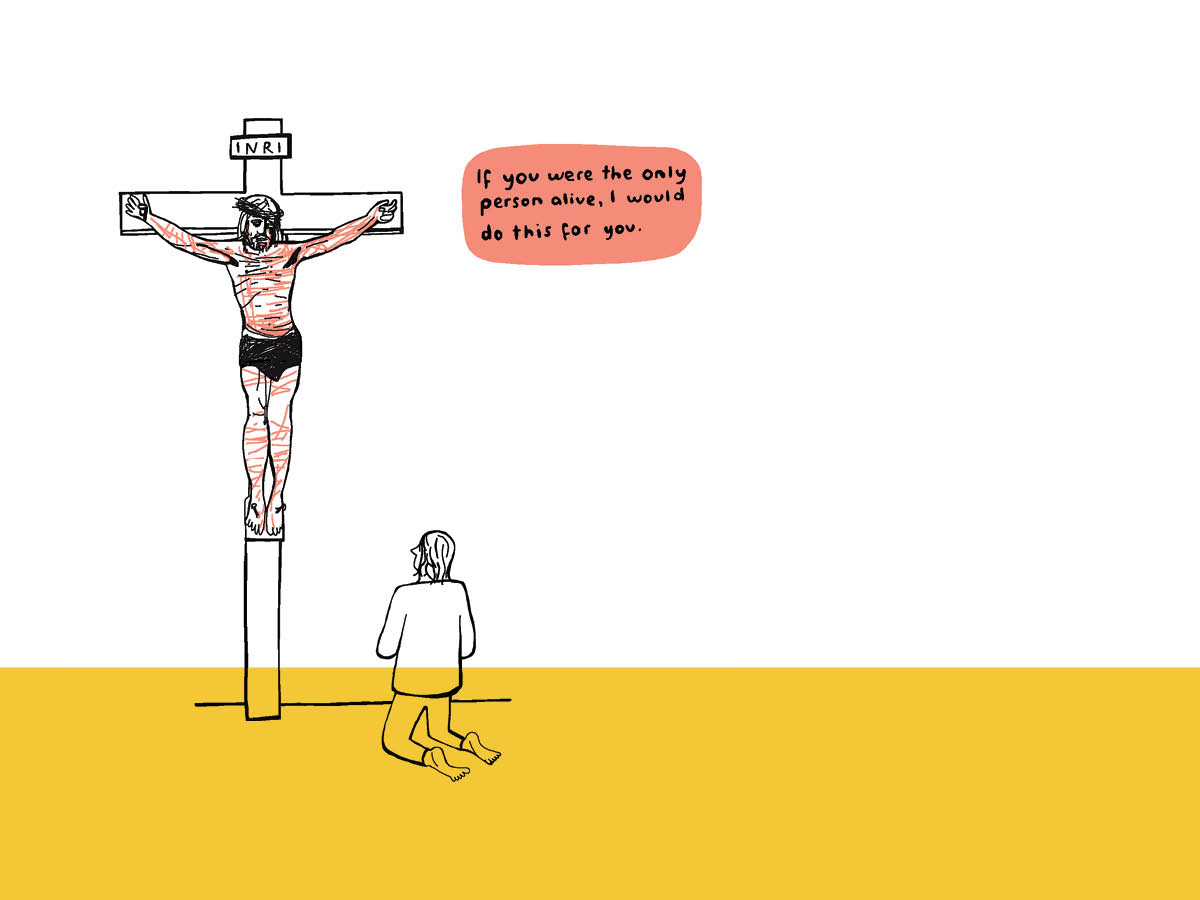 INRI
If you were the only
person alive, I would
do this for you.